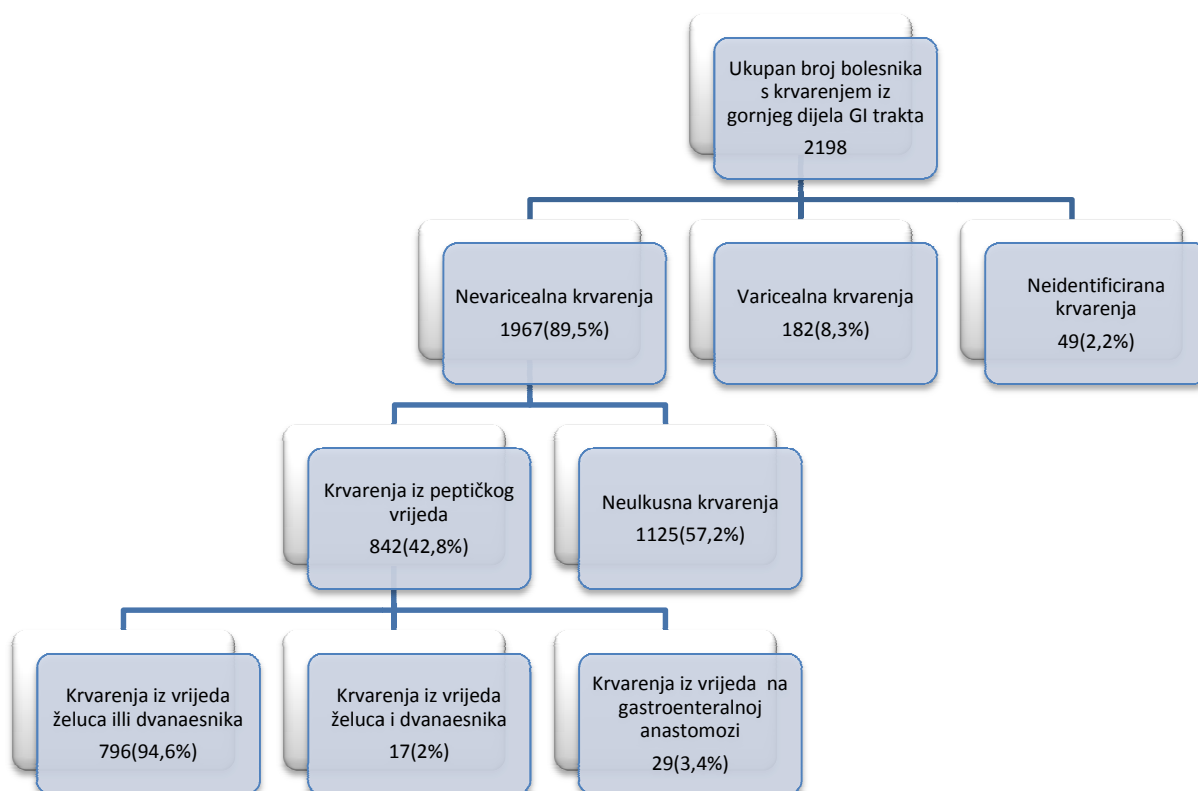 Ukupan broj bolesnika
s krvarenjem iz
gornjeg dijela GI trakta
2198
Nevaricealna krvarenja
1967(89,5%)
Varicealna krvarenja
182(8,3%)
Neidentificirana
krvarenja
49(2,2%)
Krvarenja iz peptičkog
vrijeda
842(42,8%)
Neulkusna krvarenja
1125(57,2%)
Krvarenja iz vrijeda
želuca illi dvanaesnika
796(94,6%)
Krvarenja iz vrijeda
želuca i dvanaesnika
17(2%)
Krvarenja iz vrijeda na
gastroenteralnoj
anastomozi
29(3,4%)